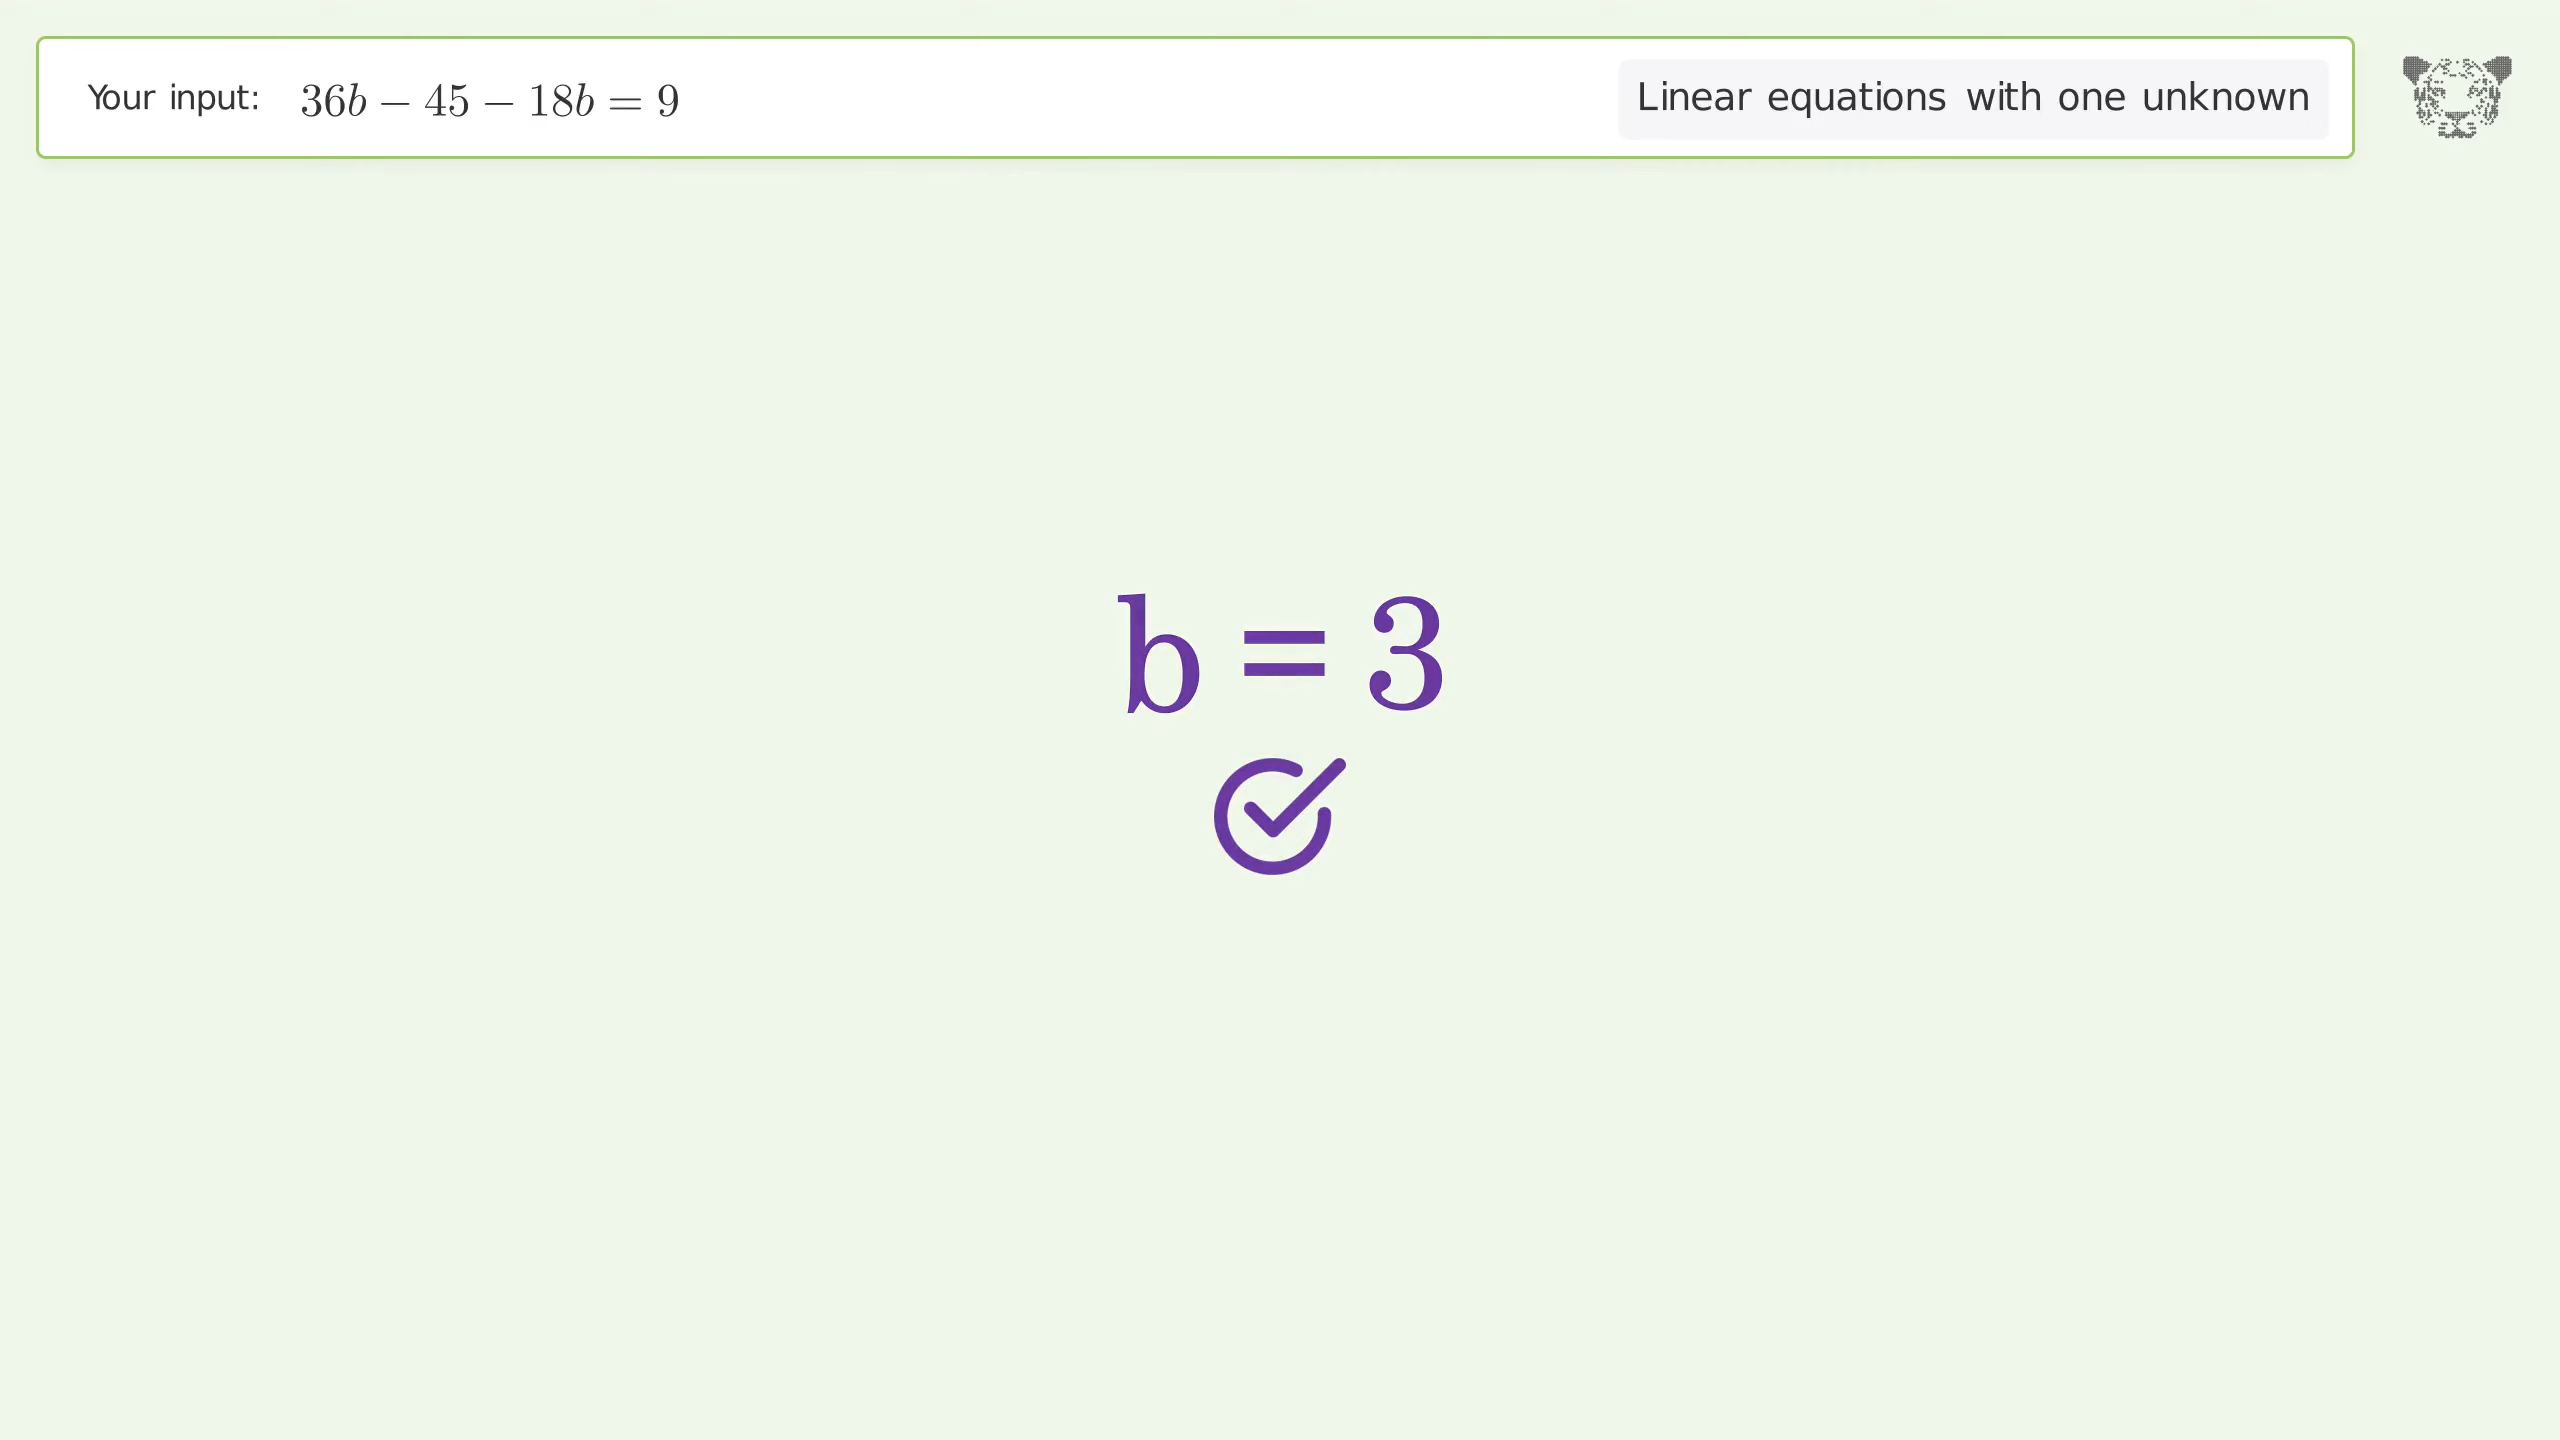 Your input: 36b − 45 − 18b = 9
Linear equations with one unknown
b = 3